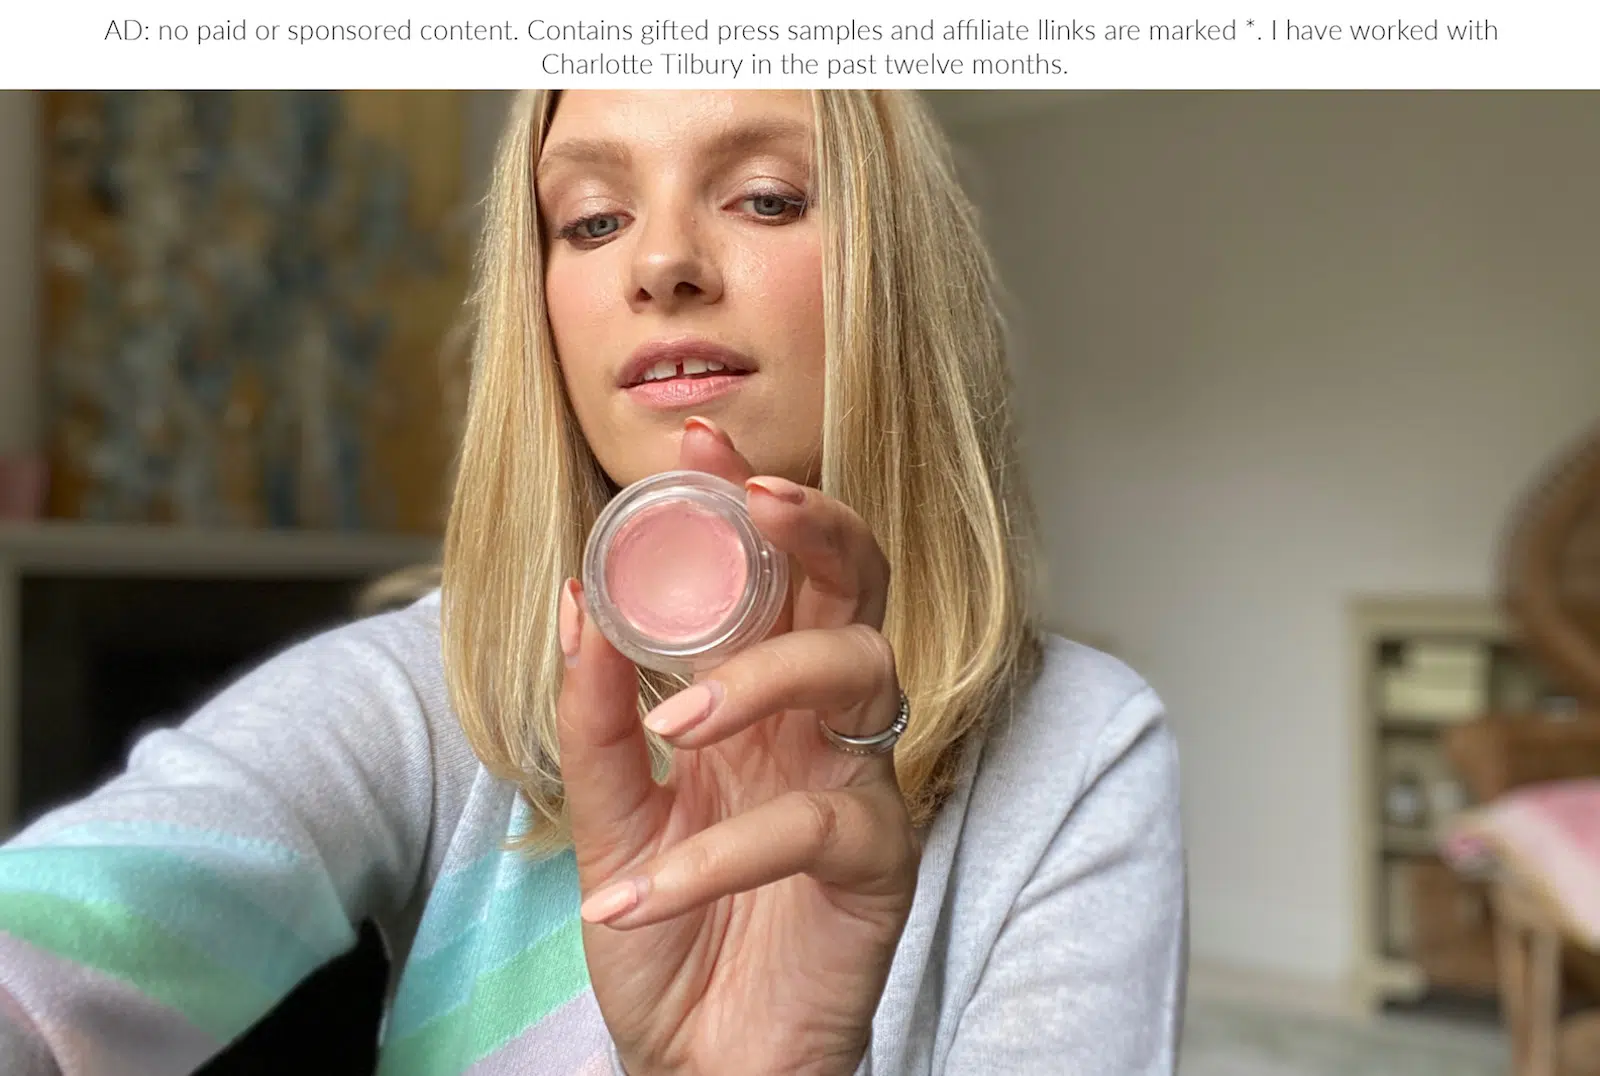 AD: no paid or sponsored content. Contains gifted press samples and affiliate llinks are marked *. I have worked with
Charlotte Tilbury in the past twelve months.